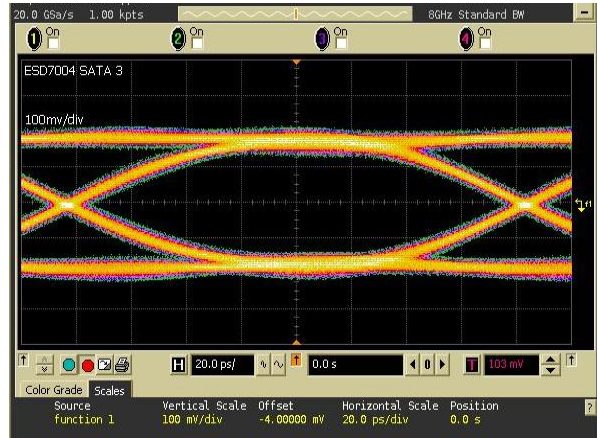 20.0 GSa/s 1.00 kpts 8GHz Standard BW
1 On 2 On 3 On 4 On
ESD7004 SATA 3
100mv/div
f1
H 20.0 ps/ 0.0 s 0 T 103 mV
Color Grade Scales
Source Vertical Scale Offset Horizontal Scale Position
function 1 100 mV/div -4.00000 mV 20.0 ps/div 0.0 s
?